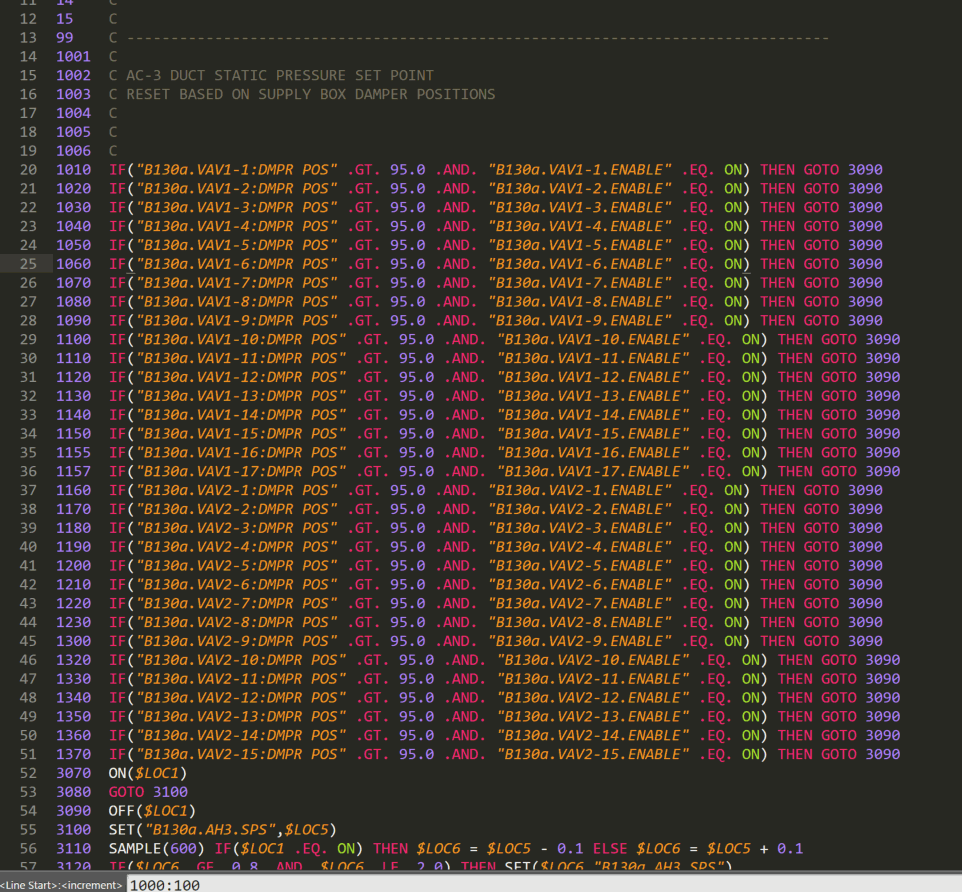 11 14 C
12 15 C
13 99 C --------------------------------------------------------------------------------
14 1001 C
15 1002 C AC-3 DUCT STATIC PRESSURE SET POINT
16 1003 C RESET BASED ON SUPPLY BOX DAMPER POSITIONS
17 1004 C
18 1005 C
19 1006 C
20 1010 IF("B130a.VAV1-1:DMPR POS" .GT. 95.0 .AND. "B130a.VAV1-1.ENABLE" .EQ. ON) THEN GOTO 3090
21 1020 IF("B130a.VAV1-2:DMPR POS" .GT. 95.0 .AND. "B130a.VAV1-2.ENABLE" .EQ. ON) THEN GOTO 3090
22 1030 IF("B130a.VAV1-3:DMPR POS" .GT. 95.0 .AND. "B130a.VAV1-3.ENABLE" .EQ. ON) THEN GOTO 3090
23 1040 IF("B130a.VAV1-4:DMPR POS" .GT. 95.0 .AND. "B130a.VAV1-4.ENABLE" .EQ. ON) THEN GOTO 3090
24 1050 IF("B130a.VAV1-5:DMPR POS" .GT. 95.0 .AND. "B130a.VAV1-5.ENABLE" .EQ. ON) THEN GOTO 3090
25 1060 IF("B130a.VAV1-6:DMPR POS" .GT. 95.0 .AND. "B130a.VAV1-6.ENABLE" .EQ. ON) THEN GOTO 3090
26 1070 IF("B130a.VAV1-7:DMPR POS" .GT. 95.0 .AND. "B130a.VAV1-7.ENABLE" .EQ. ON) THEN GOTO 3090
27 1080 IF("B130a.VAV1-8:DMPR POS" .GT. 95.0 .AND. "B130a.VAV1-8.ENABLE" .EQ. ON) THEN GOTO 3090
28 1090 IF("B130a.VAV1-9:DMPR POS" .GT. 95.0 .AND. "B130a.VAV1-9.ENABLE" .EQ. ON) THEN GOTO 3090
29 1100 IF("B130a.VAV1-10:DMPR POS" .GT. 95.0 .AND. "B130a.VAV1-10.ENABLE" .EQ. ON) THEN GOTO 3090
30 1110 IF("B130a.VAV1-11:DMPR POS" .GT. 95.0 .AND. "B130a.VAV1-11.ENABLE" .EQ. ON) THEN GOTO 3090
31 1120 IF("B130a.VAV1-12:DMPR POS" .GT. 95.0 .AND. "B130a.VAV1-12.ENABLE" .EQ. ON) THEN GOTO 3090
32 1130 IF("B130a.VAV1-13:DMPR POS" .GT. 95.0 .AND. "B130a.VAV1-13.ENABLE" .EQ. ON) THEN GOTO 3090
33 1140 IF("B130a.VAV1-14:DMPR POS" .GT. 95.0 .AND. "B130a.VAV1-14.ENABLE" .EQ. ON) THEN GOTO 3090
34 1150 IF("B130a.VAV1-15:DMPR POS" .GT. 95.0 .AND. "B130a.VAV1-15.ENABLE" .EQ. ON) THEN GOTO 3090
35 1155 IF("B130a.VAV1-16:DMPR POS" .GT. 95.0 .AND. "B130a.VAV1-16.ENABLE" .EQ. ON) THEN GOTO 3090
36 1157 IF("B130a.VAV1-17:DMPR POS" .GT. 95.0 .AND. "B130a.VAV1-17.ENABLE" .EQ. ON) THEN GOTO 3090
37 1160 IF("B130a.VAV2-1:DMPR POS" .GT. 95.0 .AND. "B130a.VAV2-1.ENABLE" .EQ. ON) THEN GOTO 3090
38 1170 IF("B130a.VAV2-2:DMPR POS" .GT. 95.0 .AND. "B130a.VAV2-2.ENABLE" .EQ. ON) THEN GOTO 3090
39 1180 IF("B130a.VAV2-3:DMPR POS" .GT. 95.0 .AND. "B130a.VAV2-3.ENABLE" .EQ. ON) THEN GOTO 3090
40 1190 IF("B130a.VAV2-4:DMPR POS" .GT. 95.0 .AND. "B130a.VAV2-4.ENABLE" .EQ. ON) THEN GOTO 3090
41 1200 IF("B130a.VAV2-5:DMPR POS" .GT. 95.0 .AND. "B130a.VAV2-5.ENABLE" .EQ. ON) THEN GOTO 3090
42 1210 IF("B130a.VAV2-6:DMPR POS" .GT. 95.0 .AND. "B130a.VAV2-6.ENABLE" .EQ. ON) THEN GOTO 3090
43 1220 IF("B130a.VAV2-7:DMPR POS" .GT. 95.0 .AND. "B130a.VAV2-7.ENABLE" .EQ. ON) THEN GOTO 3090
44 1230 IF("B130a.VAV2-8:DMPR POS" .GT. 95.0 .AND. "B130a.VAV2-8.ENABLE" .EQ. ON) THEN GOTO 3090
45 1300 IF("B130a.VAV2-9:DMPR POS" .GT. 95.0 .AND. "B130a.VAV2-9.ENABLE" .EQ. ON) THEN GOTO 3090
46 1320 IF("B130a.VAV2-10:DMPR POS" .GT. 95.0 .AND. "B130a.VAV2-10.ENABLE" .EQ. ON) THEN GOTO 3090
47 1330 IF("B130a.VAV2-11:DMPR POS" .GT. 95.0 .AND. "B130a.VAV2-11.ENABLE" .EQ. ON) THEN GOTO 3090
48 1340 IF("B130a.VAV2-12:DMPR POS" .GT. 95.0 .AND. "B130a.VAV2-12.ENABLE" .EQ. ON) THEN GOTO 3090
49 1350 IF("B130a.VAV2-13:DMPR POS" .GT. 95.0 .AND. "B130a.VAV2-13.ENABLE" .EQ. ON) THEN GOTO 3090
50 1360 IF("B130a.VAV2-14:DMPR POS" .GT. 95.0 .AND. "B130a.VAV2-14.ENABLE" .EQ. ON) THEN GOTO 3090
51 1370 IF("B130a.VAV2-15:DMPR POS" .GT. 95.0 .AND. "B130a.VAV2-15.ENABLE" .EQ. ON) THEN GOTO 3090
52 3070 ON($LOC1)
53 3080 GOTO 3100
54 3090 OFF($LOC1)
55 3100 SET("B130a.AH3.SPS",$LOC5)
56 3110 SAMPLE(600) IF($LOC1 .EQ. ON) THEN $LOC6 = $LOC5 - 0.1 ELSE $LOC6 = $LOC5 + 0.1
57 3120 IF($LOC6 .GE. 0.8 .AND. $LOC6 .LE. 2.0) THEN SET($LOC6,"B130a.AH3.SPS")
<Line Start>:<increment> 1000:100